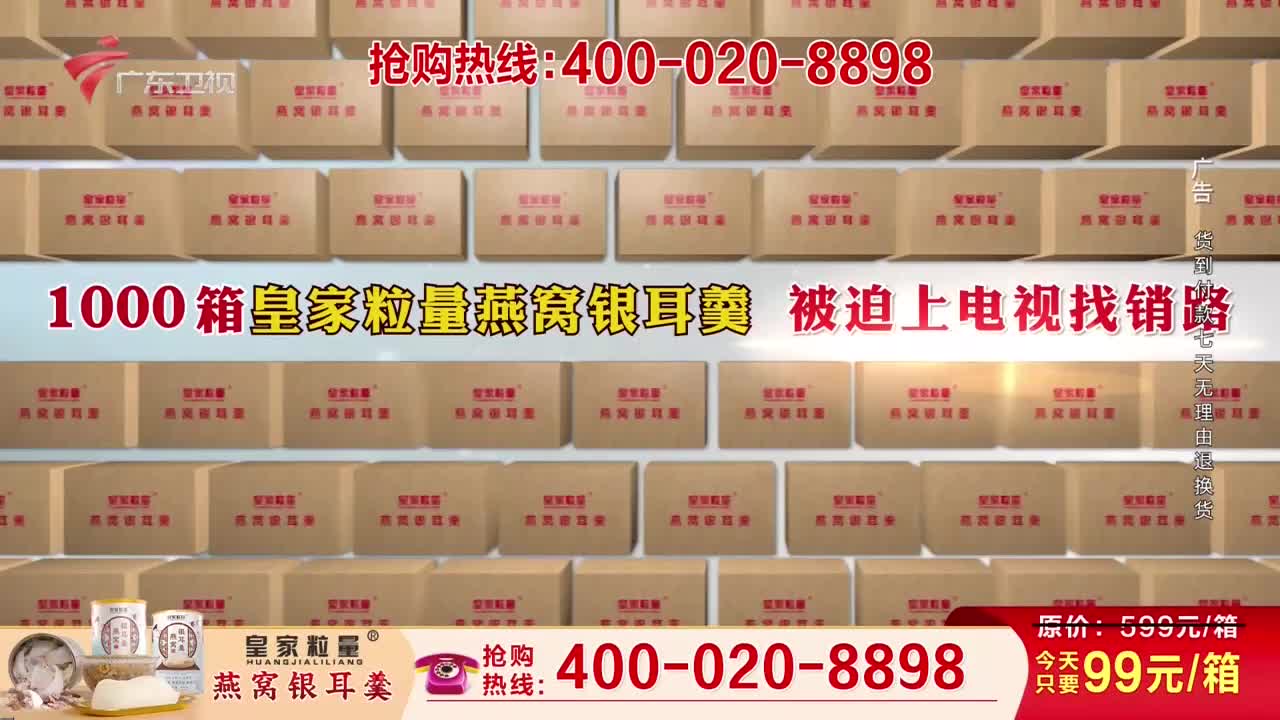 抢购热线:400-020-8898
广东卫视
皇家粒量
燕窝银耳羹
1000箱皇家粒量燕窝银耳羹 被迫上电视找销路
广告 货到付款七天无理由退换货
皇家粒量®
HUANGJIALILIANG
燕窝银耳羹
抢购
热线:
400-020-8898
原价：599元/箱
今天
只要
99元/箱